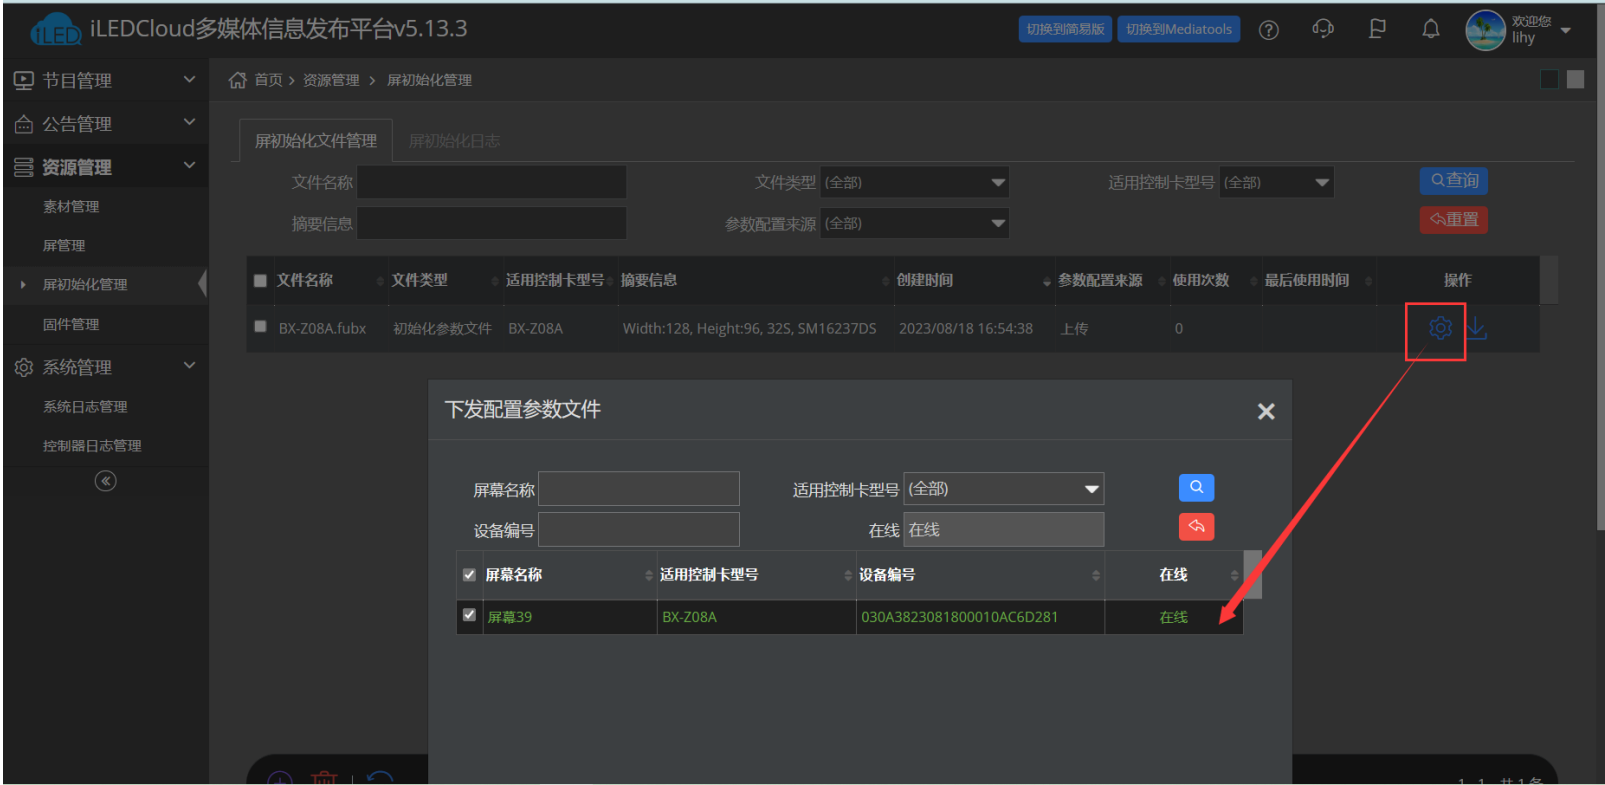 iLED iLEDCloud多媒体信息发布平台v5.13.3
切换到简易版 切换到Mediatools 欢迎您
lihy
节目管理
公告管理
资源管理
素材管理
屏管理
屏初始化管理
固件管理
系统管理
系统日志管理
控制器日志管理
首页 > 资源管理 > 屏初始化管理
屏初始化文件管理 屏初始化日志
文件名称 文件类型 (全部) 适用控制卡型号 (全部) 查询
摘要信息 参数配置来源 (全部) 重置
文件名称 文件类型 适用控制卡型号 摘要信息 创建时间 参数配置来源 使用次数 最后使用时间 操作
BX-Z08A.fubx 初始化参数文件 BX-Z08A Width:128, Height:96, 32S, SM16237DS 2023/08/18 16:54:38 上传 0
下发配置参数文件
屏幕名称 适用控制卡型号 (全部)
设备编号 在线 在线
屏幕名称 适用控制卡型号 设备编号 在线
屏幕39 BX-Z08A 030A3823081800010AC6D281 在线
1 - 1 共 1 条